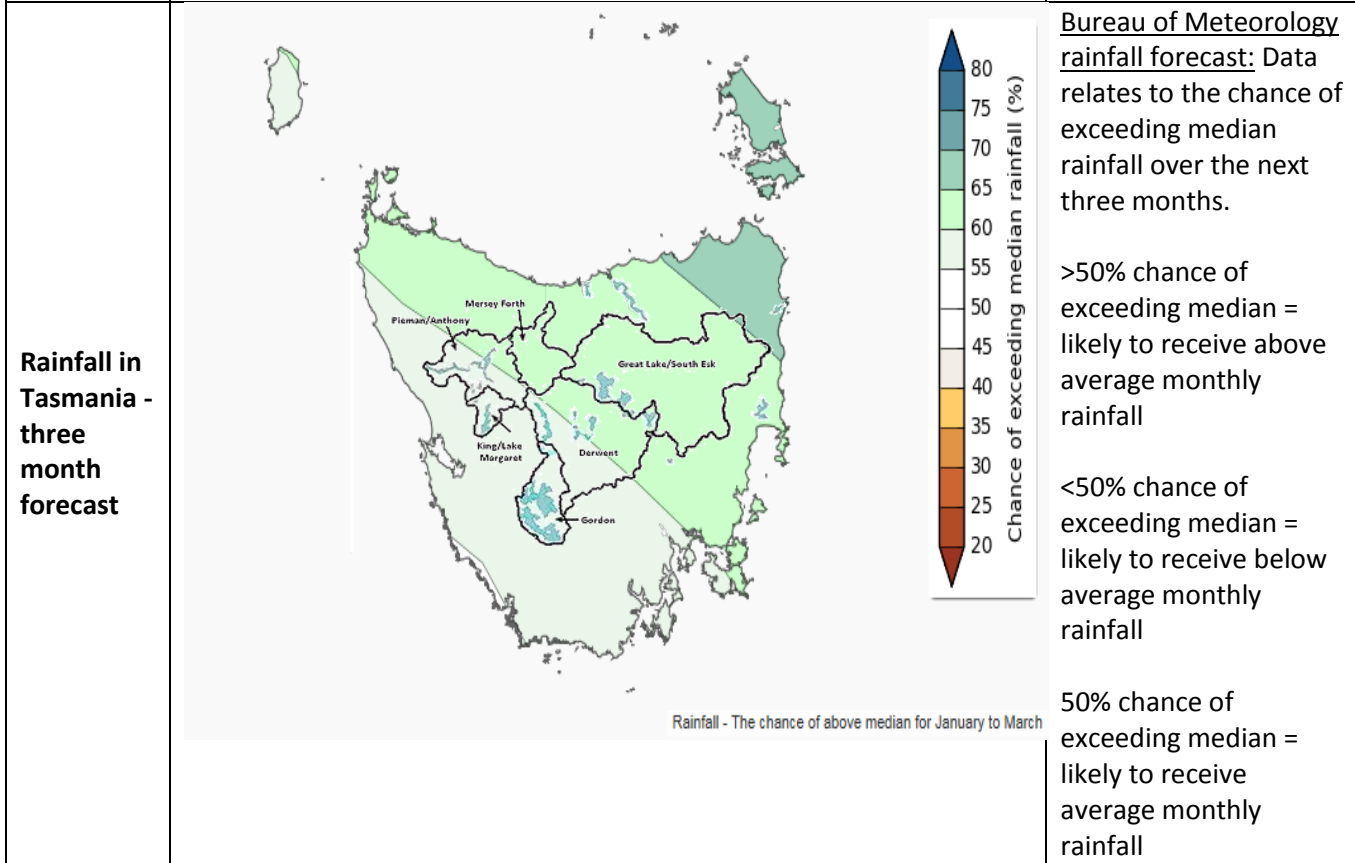 Rainfall in
Tasmania -
three
month
forecast
Mersey Forth
Pieman/Anthony
Great Lake/South Esk
King/Lake
Margaret
Derwent
Gordon
80
75
70
65
60
55
50
45
40
35
30
25
20
Chance of exceeding median rainfall (%)
Rainfall - The chance of above median for January to March
Bureau of Meteorology
rainfall forecast: Data
relates to the chance of
exceeding median
rainfall over the next
three months.
>50% chance of
exceeding median =
likely to receive above
average monthly
rainfall
<50% chance of
exceeding median =
likely to receive below
average monthly
rainfall
50% chance of
exceeding median =
likely to receive
average monthly
rainfall